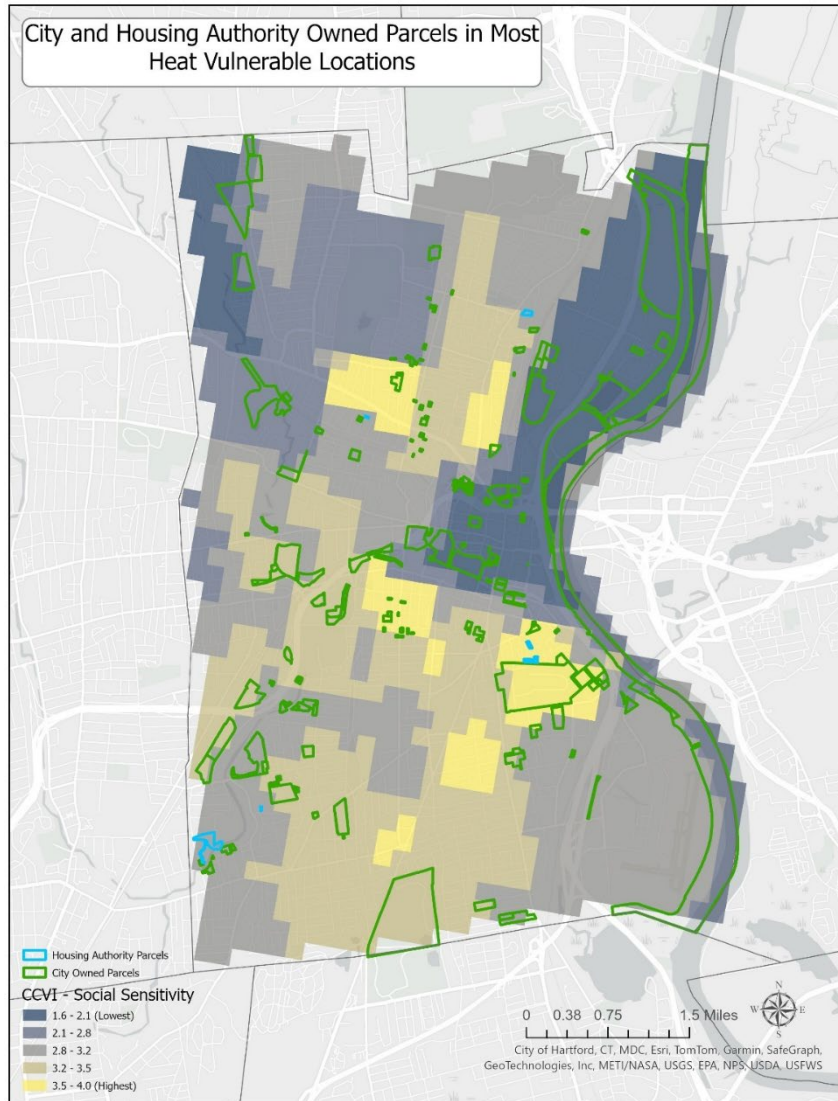 City and Housing Authority Owned Parcels in Most
Heat Vulnerable Locations
Housing Authority Parcels
City Owned Parcels
CCVI - Social Sensitivity
1.6 - 2.1 (Lowest)
2.1 - 2.8
2.8 - 3.2
3.2 - 3.5
3.5 - 4.0 (Highest)
0 0.38 0.75 1.5 Miles
N
W E
S
City of Hartford, CT, MDC, Esri, TomTom, Garmin, SafeGraph,
GeoTechnologies, Inc, METI/NASA, USGS, EPA, NPS, USDA, USFWS